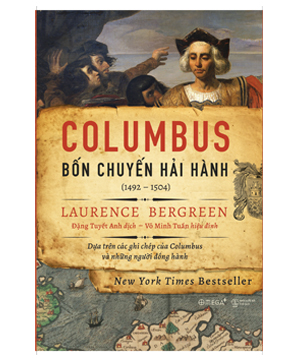 COLUMBUS
BỐN CHUYẾN HẢI HÀNH
(1492 – 1504)
LAURENCE BERGREEN
Đặng Tuyết Anh dịch – Võ Minh Tuấn hiệu đính
Dựa trên các ghi chép của Columbus
và những người đồng hành
New York Times Bestseller
OMEGA+